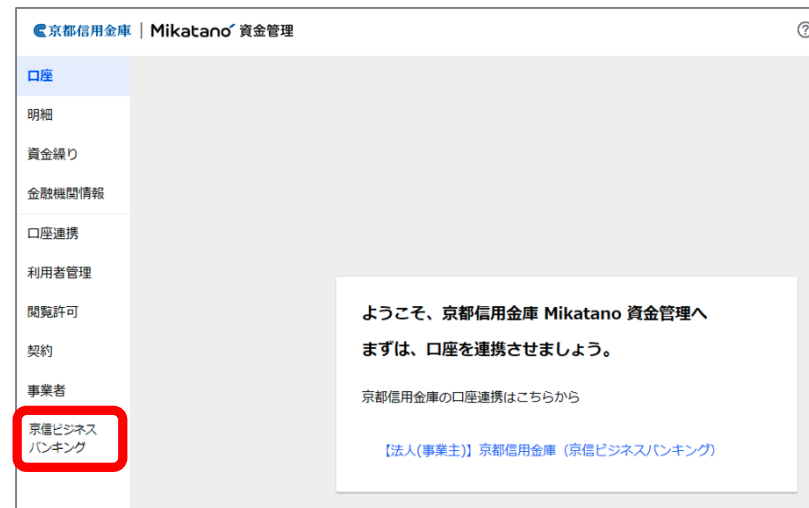 京都信用金庫 | Mikatano 資金管理
口座
明細
資金繰り
金融機関情報
口座連携
利用者管理
閲覧許可
契約
事業者
京信ビジネス
バンキング
ようこそ、京都信用金庫 Mikatano 資金管理へ
まずは、口座を連携させましょう。
京都信用金庫の口座連携はこちらから
【法人(事業主)】京都信用金庫（京信ビジネスバンキング）